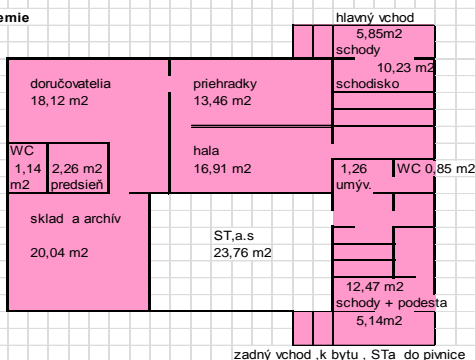 emie
hlavný vchod
5,85m2
schody
10,23 m2
schodisko
doručovatelia
18,12 m2
priehradky
13,46 m2
hala
16,91 m2
WC
1,14
m2
2,26 m2
predsieň
1,26
umýv.
WC 0,85 m2
sklad a archív
20,04 m2
ST,a.s
23,76 m2
12,47 m2
schody + podesta
5,14m2
zadný vchod ,k bytu , STa do pivnice